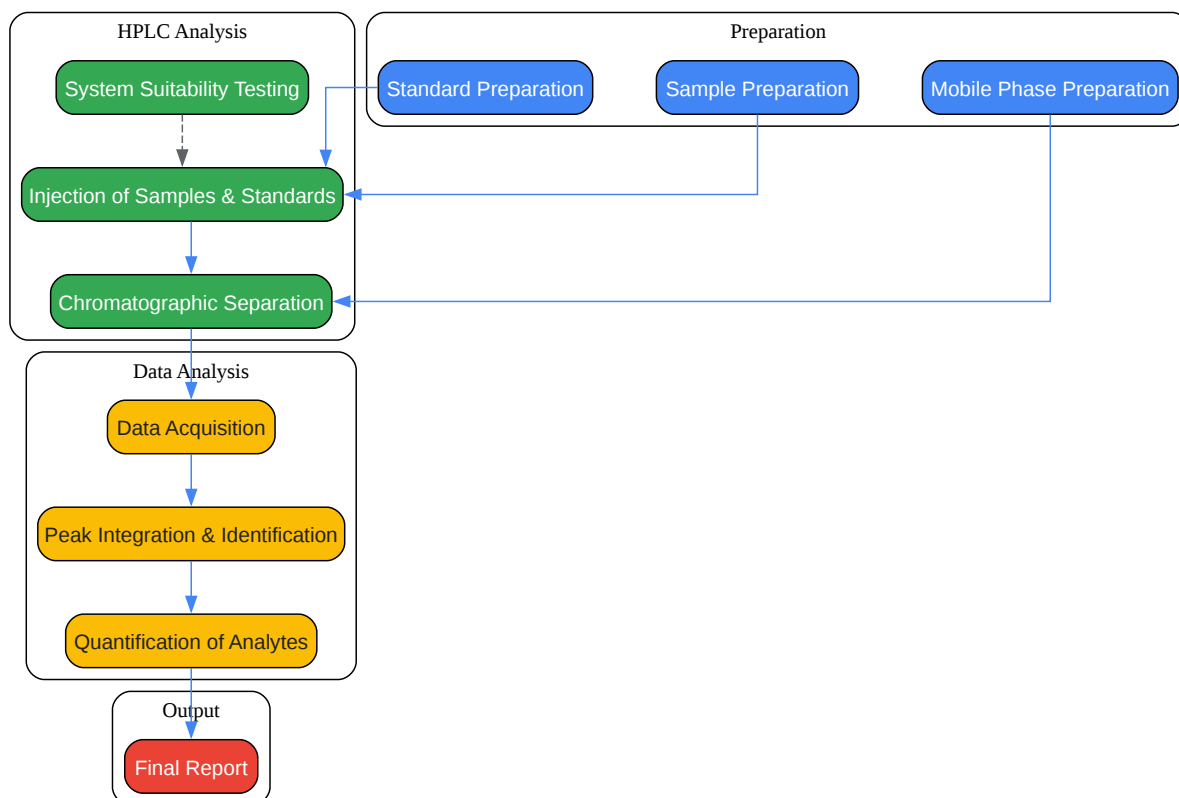 HPLC Analysis
Preparation
System Suitability Testing
Standard Preparation
Sample Preparation
Mobile Phase Preparation
Injection of Samples & Standards
Chromatographic Separation
Data Analysis
Data Acquisition
Peak Integration & Identification
Quantification of Analytes
Output
Final Report